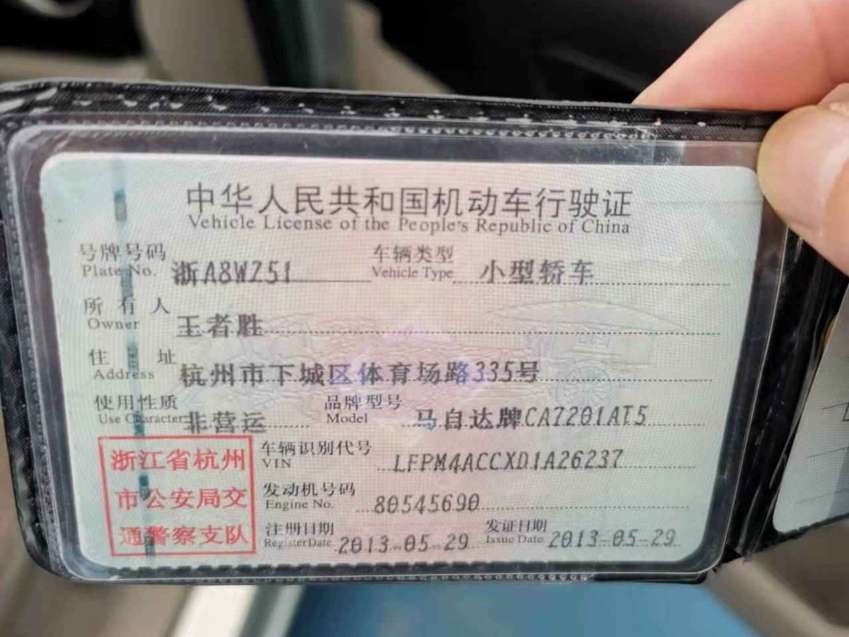 中华人民共和国机动车行驶证
Vehicle License of the People's Republic of China
号牌号码 浙A8WZ51 车辆类型 小型轿车
Plate No. Vehicle Type
所有人 王者胜
Owner
住址 杭州市下城区体育场路335号
Address
使用性质 非营运 品牌型号 马自达牌CA7201AT5
Use Character Model
浙江省杭州
市公安局交
通警察支队
车辆识别代号 LFPM4ACCXD1A26237
VIN
发动机号码 80545690
Engine No.
注册日期 2013-05-29 发证日期 2013-05-29
Register Date Issue Date